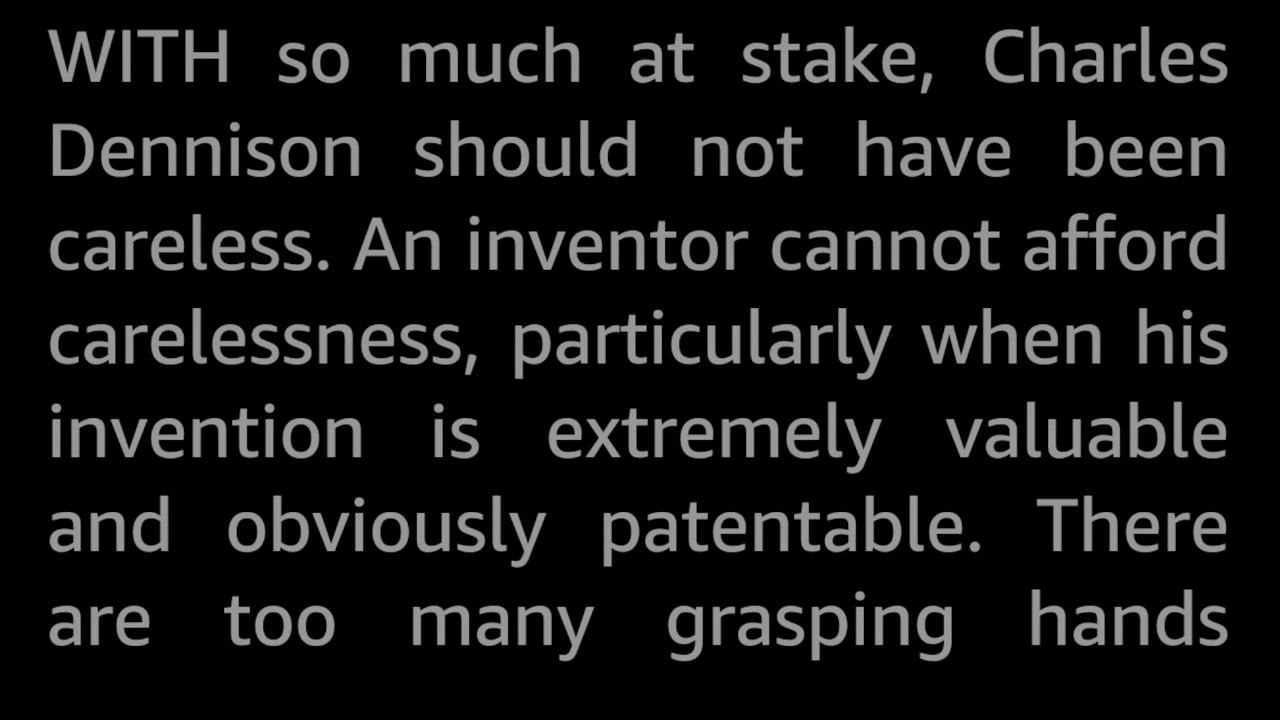 WITH so much at stake, Charles
Dennison should not have been
careless. An inventor cannot afford
carelessness, particularly when his
invention is extremely valuable
and obviously patentable. There
are too many grasping hands